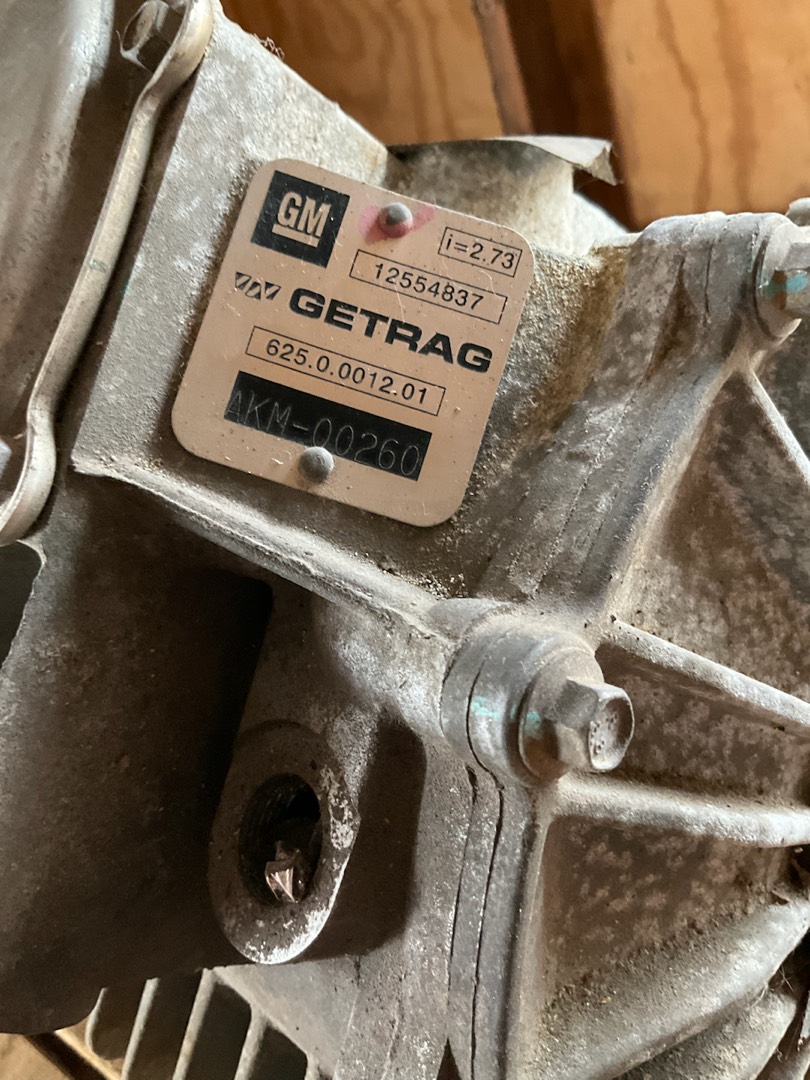 GM
i=2.73
12554837
GETRAG
625.0.0012.01
AKM-00260